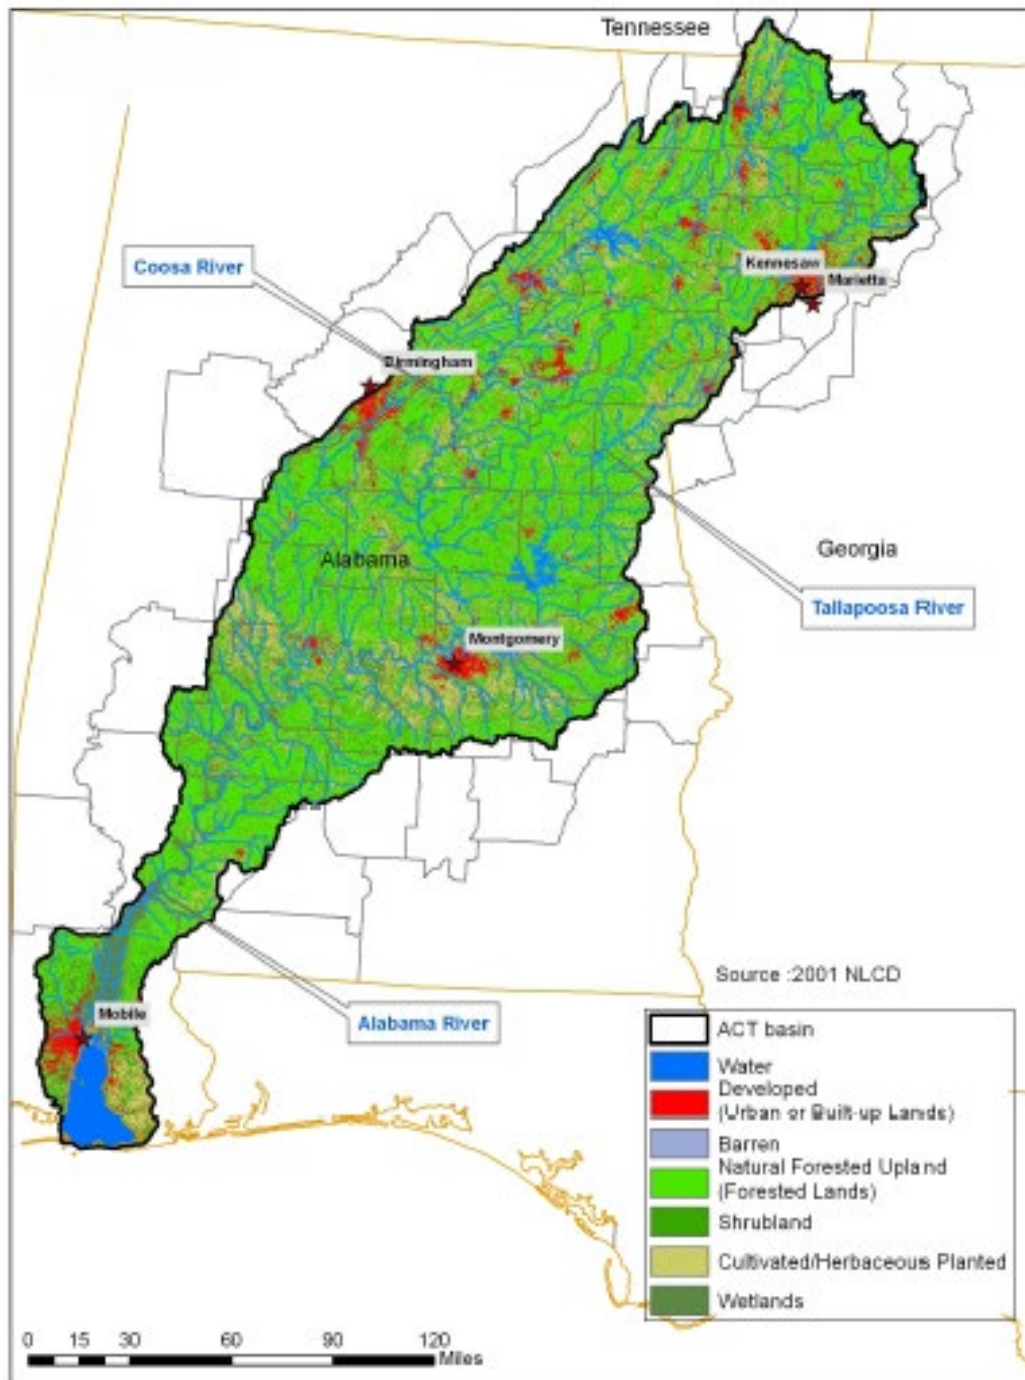 Tennessee
Coosa River
Kennesaw
Marietta
Birmingham
Alabama
Georgia
Tallapoosa River
Montgomery
Source :2001 NLCD
Mobile
Alabama River
ACT basin
Water
Developed
(Urban or Built-up Lands)
Barren
Natural Forested Upland
(Forested Lands)
Shrubland
Cultivated/Herbaceous Planted
Wetlands
0 15 30 60 90 120
Miles